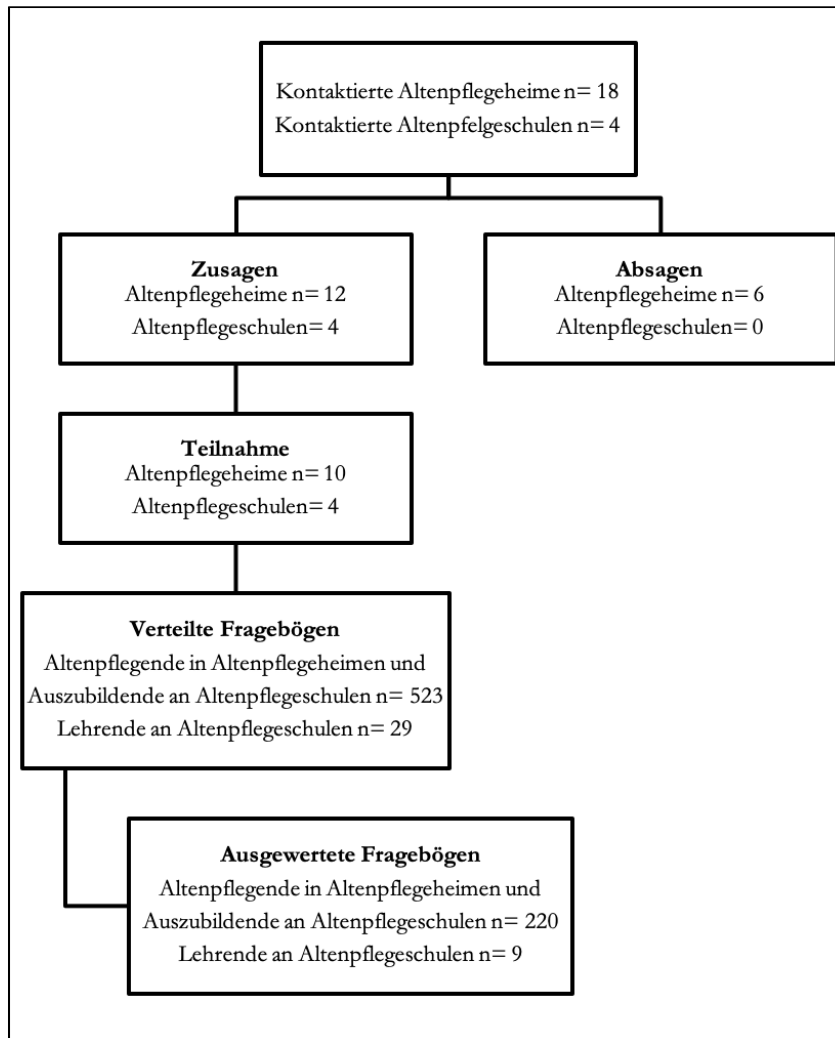 Kontaktierte Altenpflegeheime n= 18
Kontaktierte Altenpfelgeschulen n= 4
Zusagen
Altenpflegeheime n= 12
Altenpflegeschulen= 4
Absagen
Altenpflegeheime n= 6
Altenpflegeschulen= 0
Teilnahme
Altenpflegeheime n= 10
Altenpflegeschulen= 4
Verteilte Fragebögen
Altenpflegende in Altenpflegeheimen und
Auszubildende an Altenpflegeschulen n= 523
Lehrende an Altenpflegeschulen n= 29
Ausgewertete Fragebögen
Altenpflegende in Altenpflegeheimen und
Auszubildende an Altenpflegeschulen n= 220
Lehrende an Altenpflegeschulen n= 9